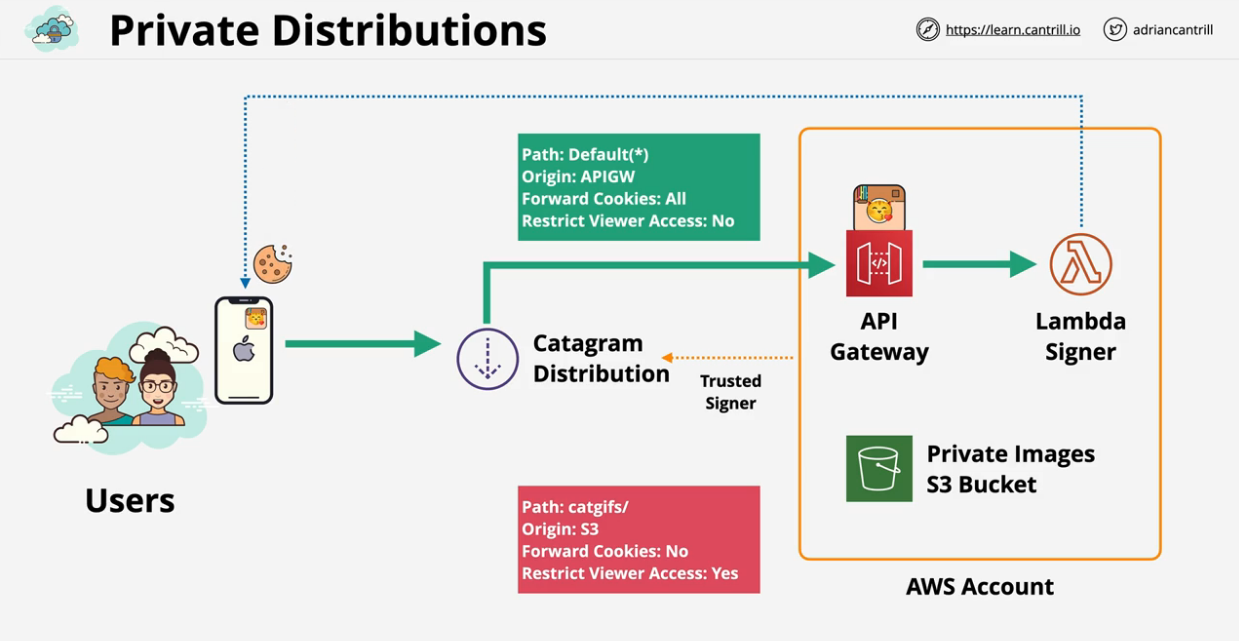 Private Distributions
https://learn.cantrill.io
adriancantrill
Path: Default(*)
Origin: APIGW
Forward Cookies: All
Restrict Viewer Access: No
API
Gateway
Lambda
Signer
Catagram
Distribution
Trusted
Signer
Users
Private Images
S3 Bucket
Path: catgifs/
Origin: S3
Forward Cookies: No
Restrict Viewer Access: Yes
AWS Account